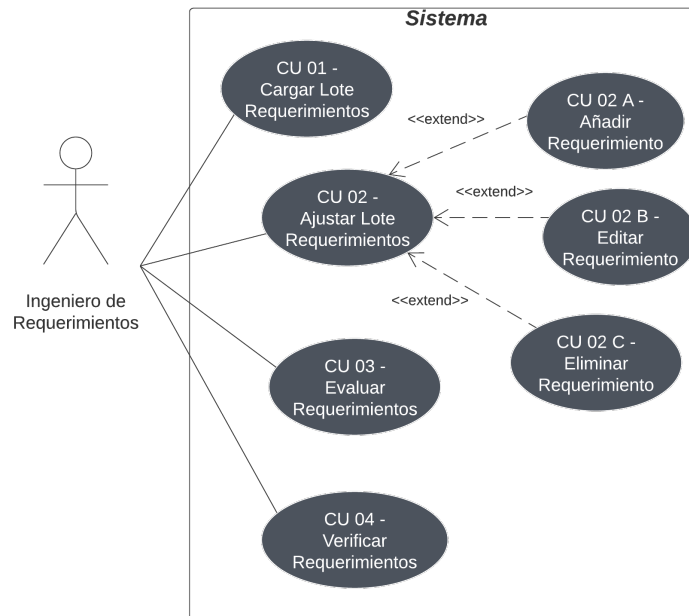 Sistema
CU 01 -
Cargar Lote
Requerimientos
CU 02 A -
Añadir
Requerimiento
<<extend>>
CU 02 -
Ajustar Lote
Requerimientos
<<extend>>
CU 02 B -
Editar
Requerimiento
Ingeniero de
Requerimientos
<<extend>>
CU 02 C -
Eliminar
Requerimiento
CU 03 -
Evaluar
Requerimientos
CU 04 -
Verificar
Requerimientos